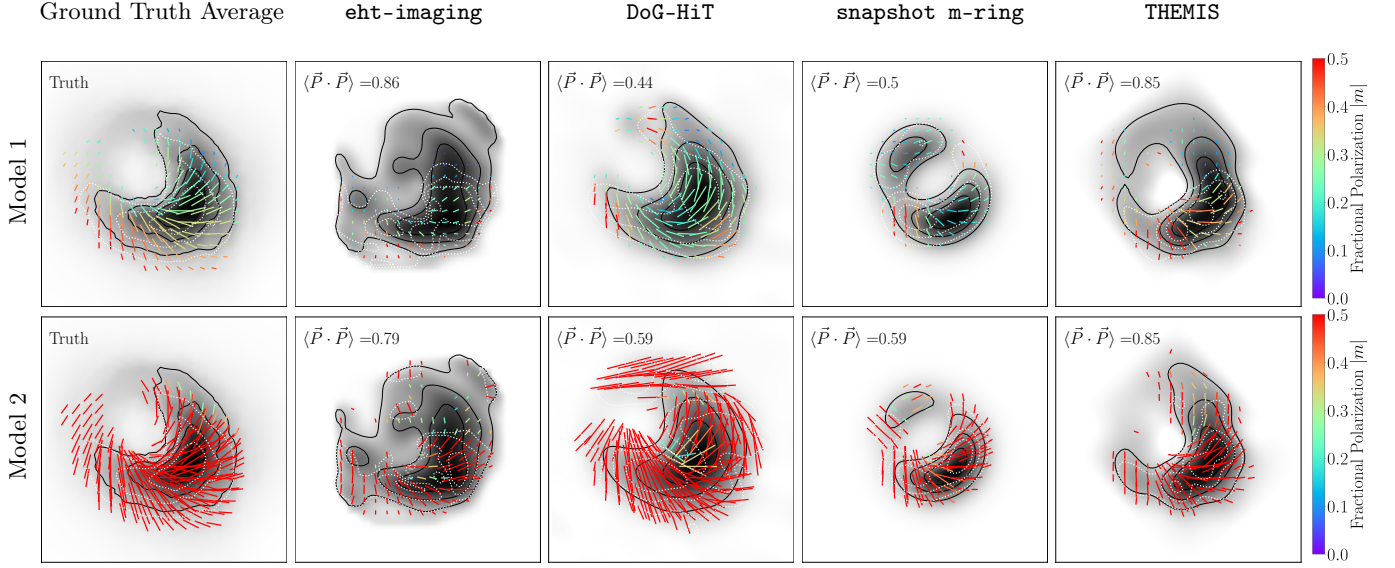 Ground Truth Average eht-imaging DoG-HiT snapshot m-ring THEMIS
Model 1
Truth
⟨P⃗ · P⃗⟩ =0.86
⟨P⃗ · P⃗⟩ =0.44
⟨P⃗ · P⃗⟩ =0.5
⟨P⃗ · P⃗⟩ =0.85
0.5
0.4
0.3
0.2
0.1
0.0
Fractional Polarization |m|
Model 2
Truth
⟨P⃗ · P⃗⟩ =0.79
⟨P⃗ · P⃗⟩ =0.59
⟨P⃗ · P⃗⟩ =0.59
⟨P⃗ · P⃗⟩ =0.85
0.5
0.4
0.3
0.2
0.1
0.0
Fractional Polarization |m|